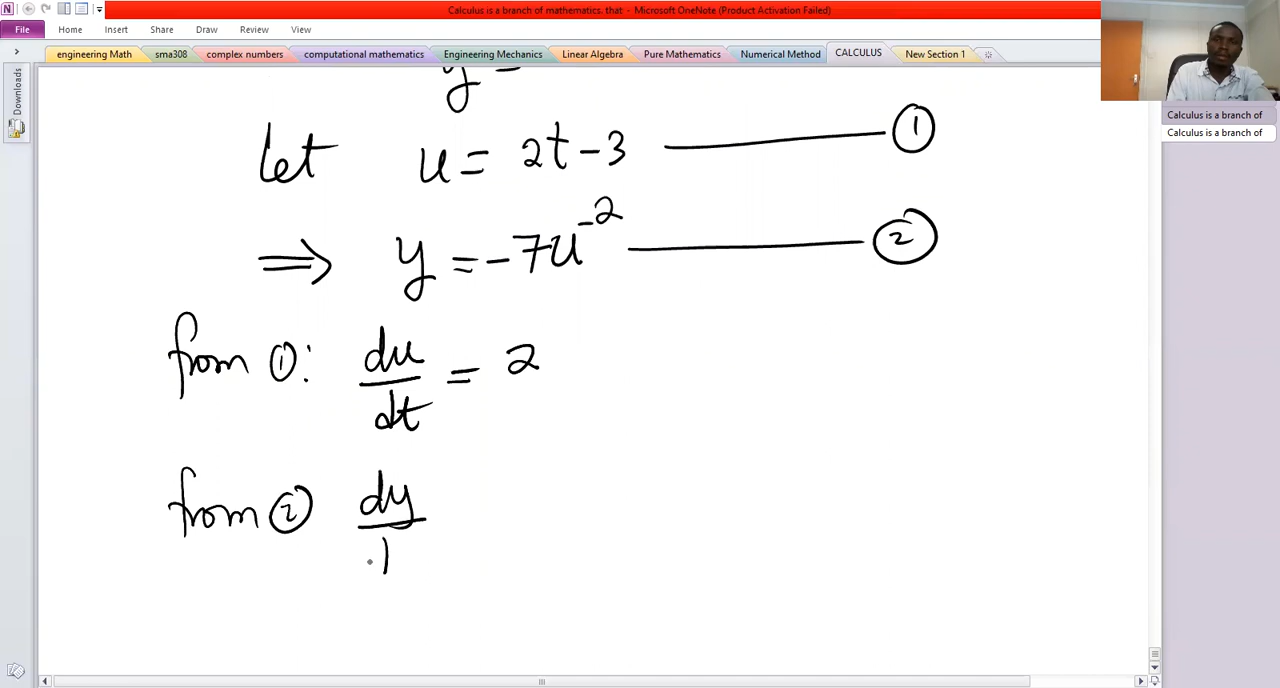 Calculus is a branch of mathematics. that - Microsoft OneNote (Product Activation Failed)
File Home Insert Share Draw Review View
engineering Math sma308 complex numbers computational mathematics Engineering Mechanics Linear Algebra Pure Mathematics Numerical Method CALCULUS New Section 1
Downloads
Calculus is a branch of
Calculus is a branch of
y =
let u = 2t - 3 ——— ①
⟹ y = -7u⁻² ——— ②
from ①: du/dt = 2
from ② dy